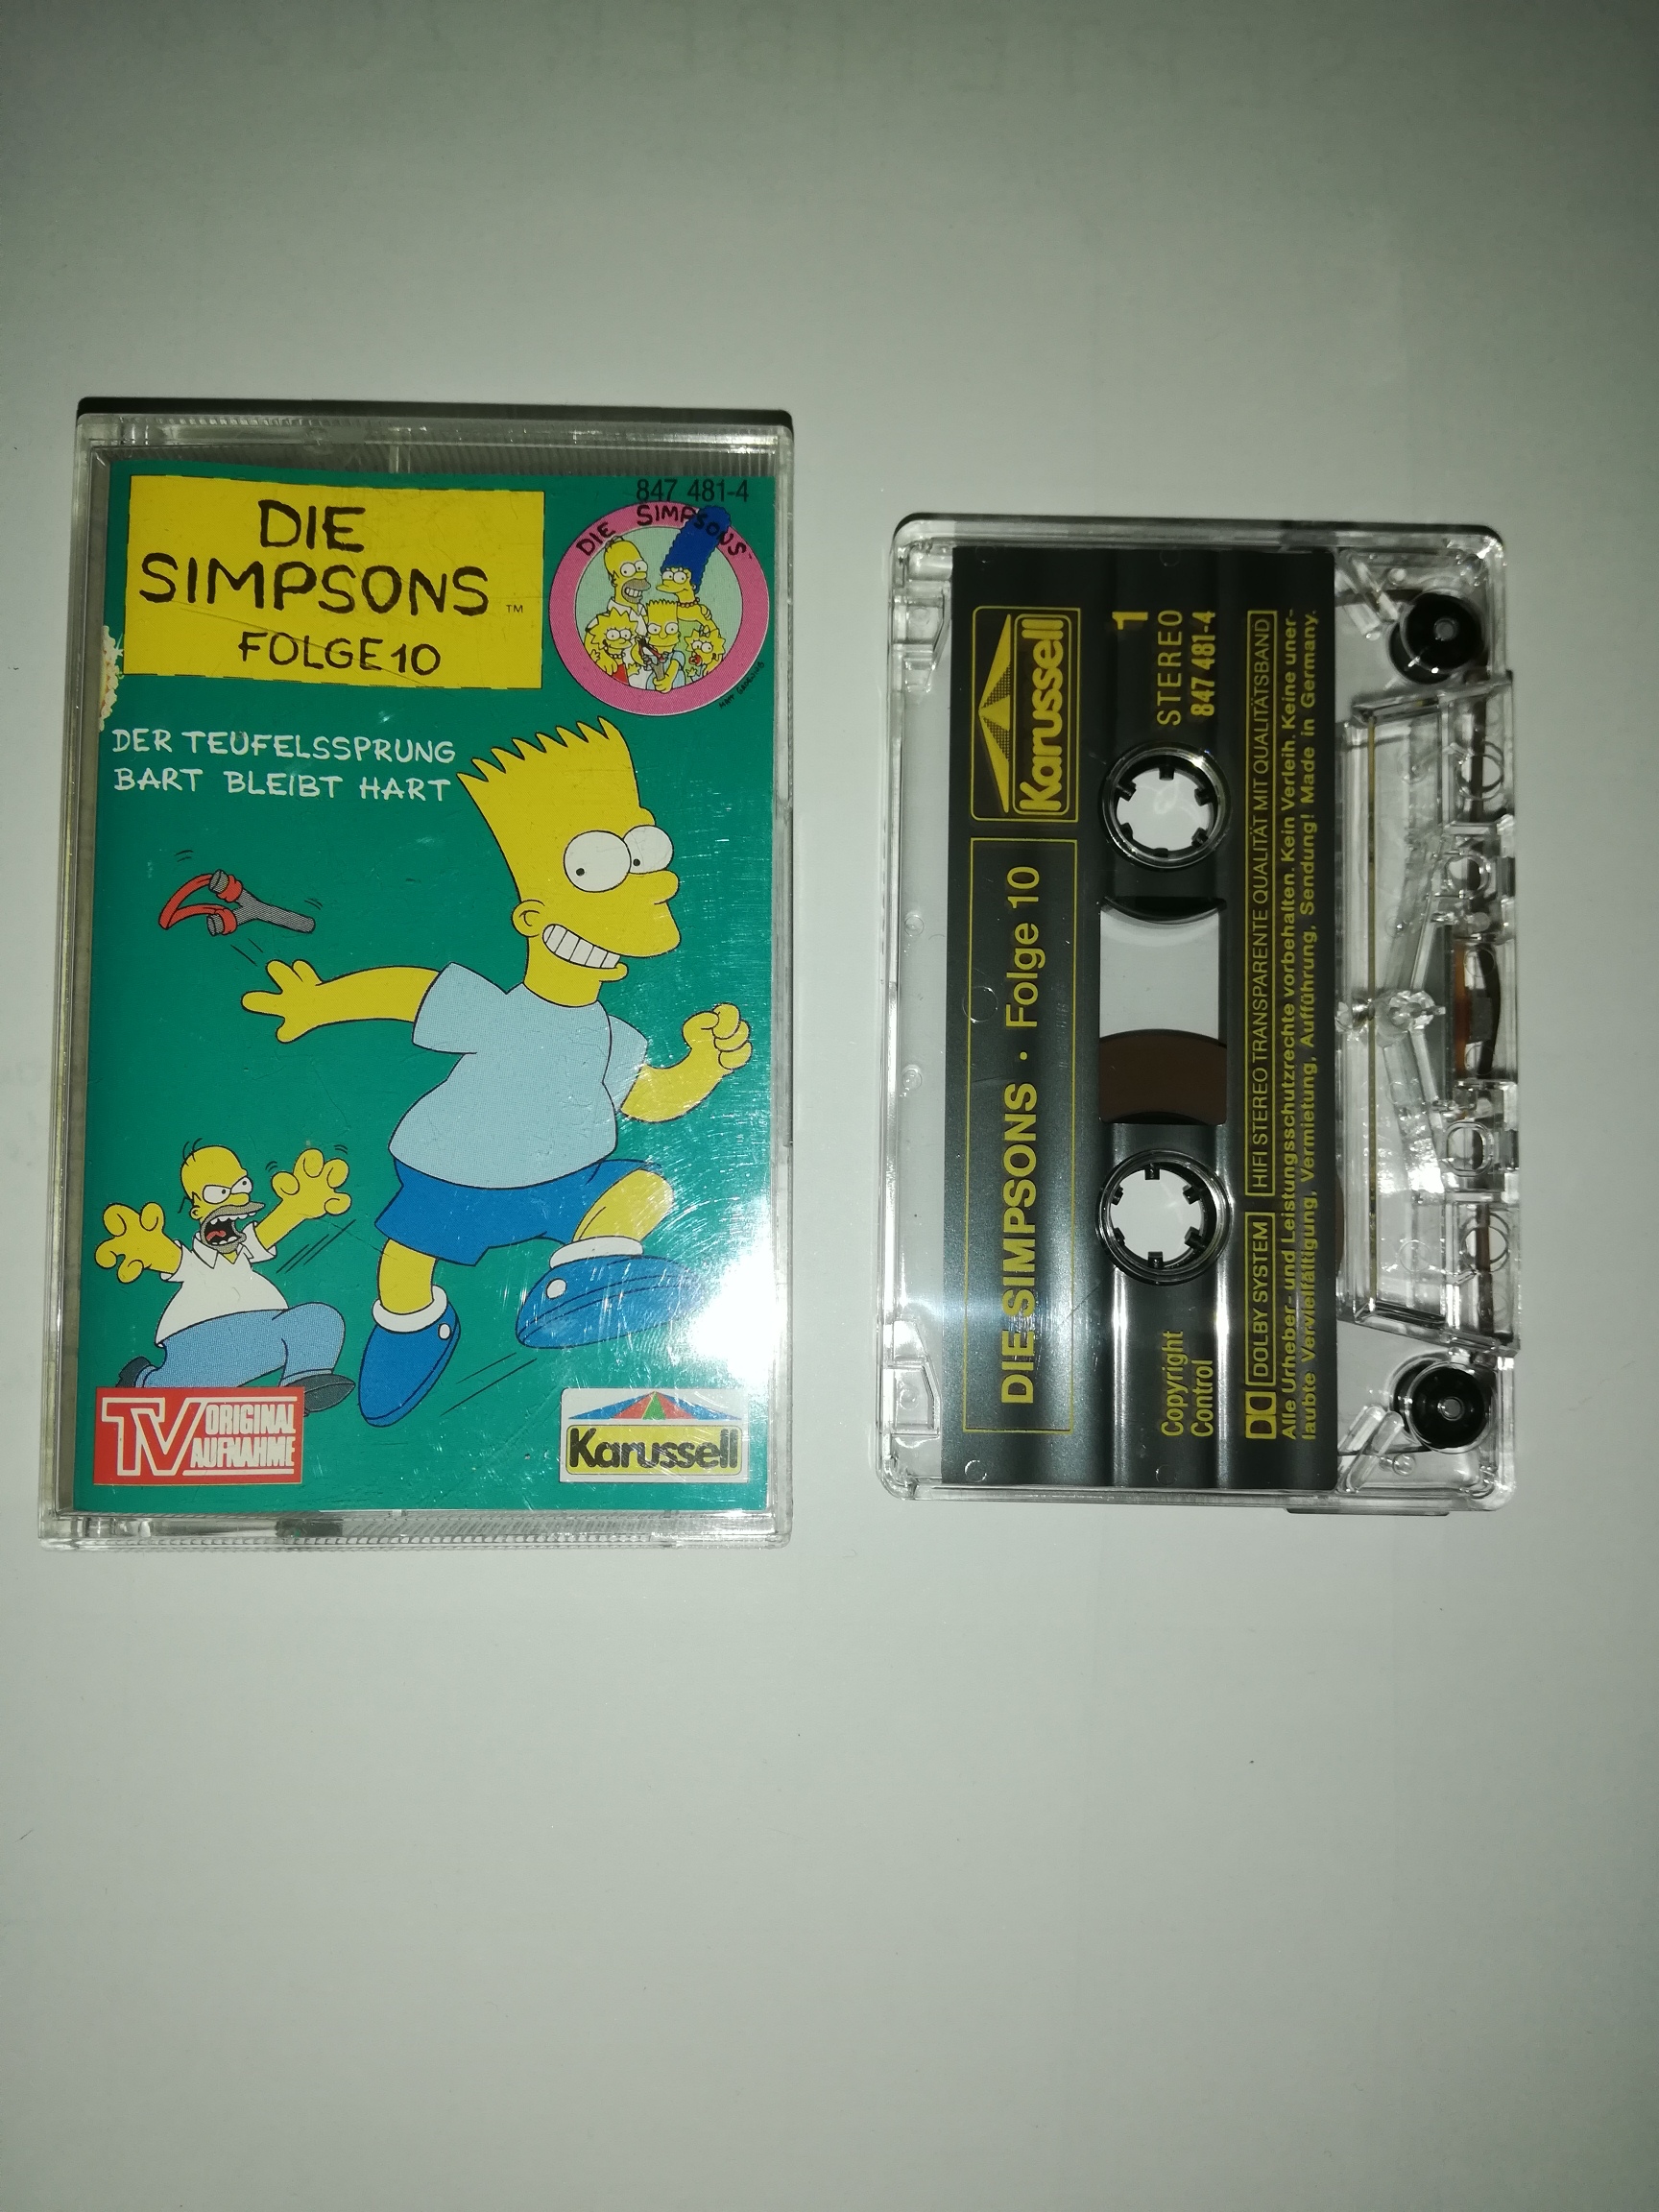 847 481-4
DIE
SIMPSONS™
FOLGE 10
DIE SIMPSONS™
DER TEUFELSSPRUNG
BART BLEIBT HART
TV ORIGINAL
AUFNAHME
Karussell
Karussell
DIE SIMPSONS · Folge 10
1
STEREO
847 481-4
Copyright
Control
DOLBY SYSTEM HIFI STEREO TRANSPARENTE QUALITÄT MIT QUALITÄTSBAND
Alle Urheber- und Leistungsschutzrechte vorbehalten. Kein Verleih. Keine uner-
laubte Vervielfältigung, Vermietung, Aufführung, Sendung! Made in Germany.